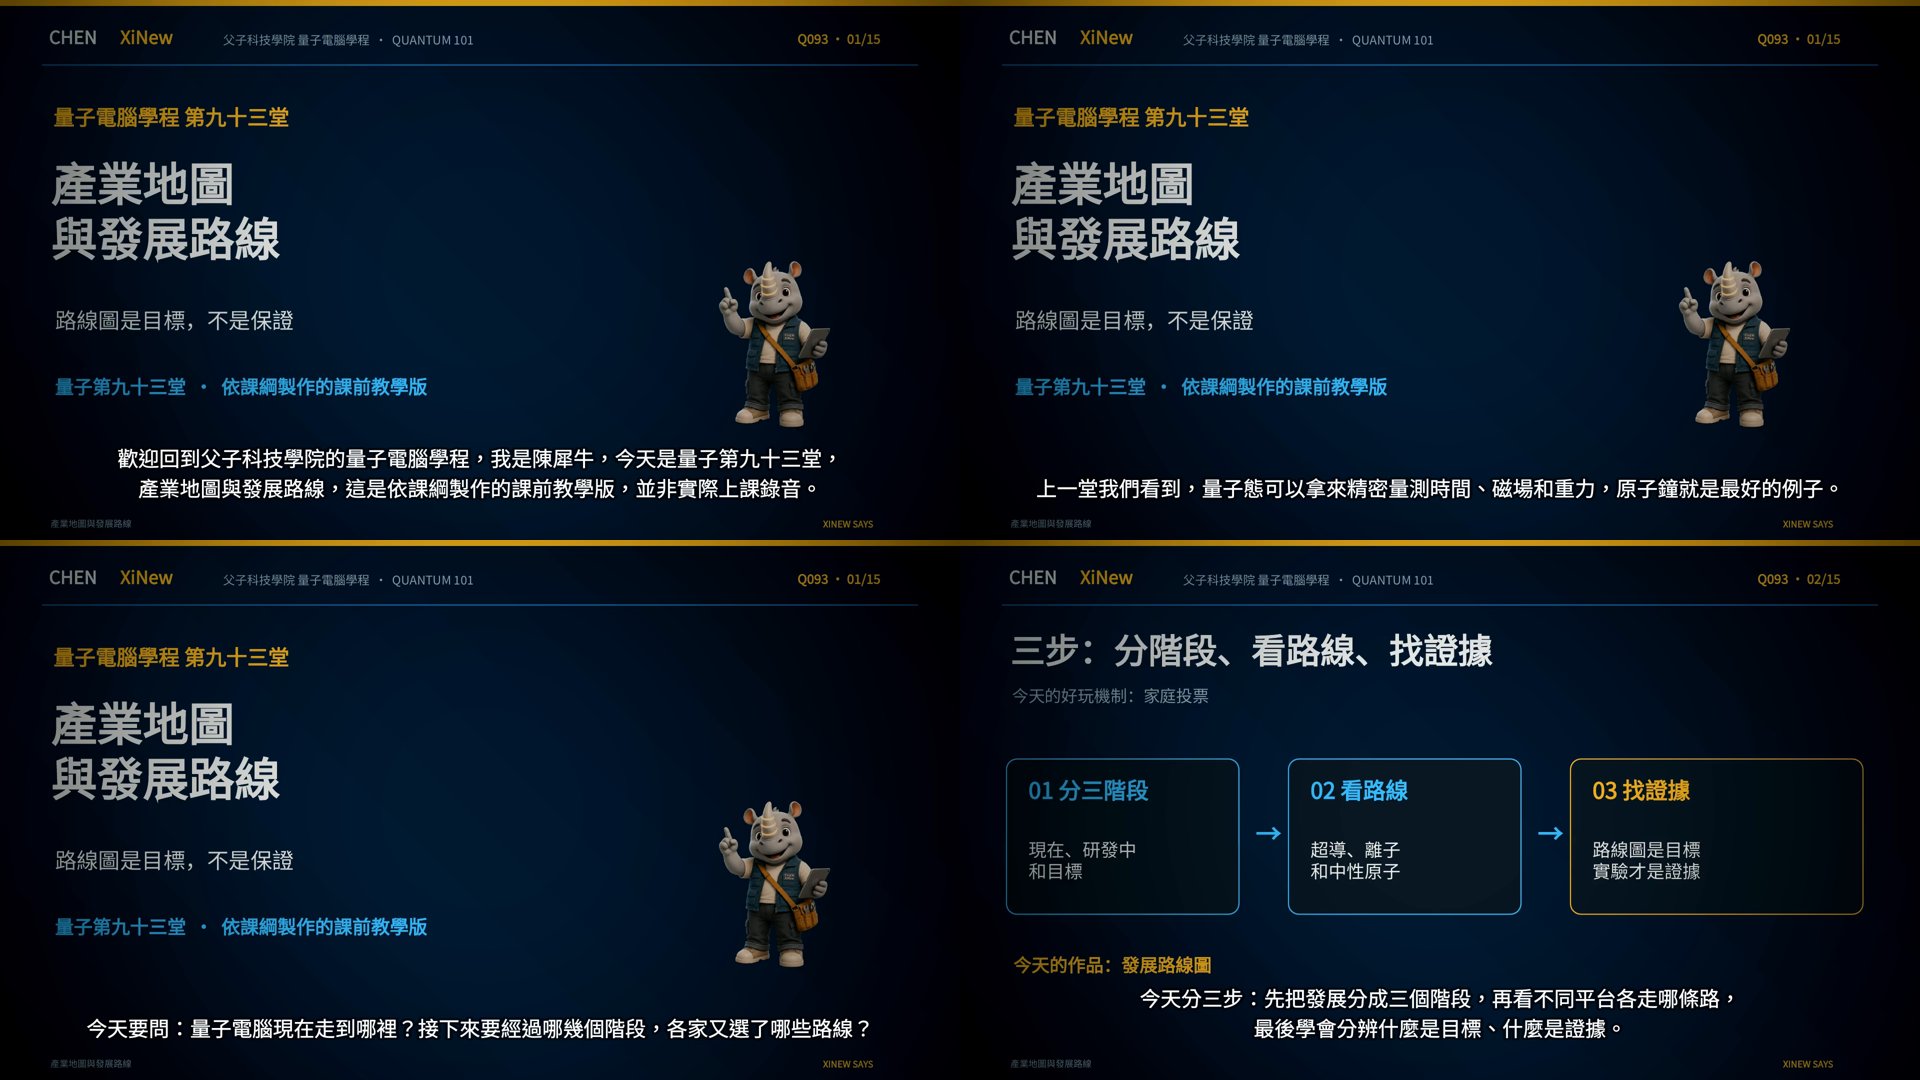 CHEN XiNew 父子科技學院 量子電腦學程 · QUANTUM 101 Q093 · 01/15
量子電腦學程 第九十三堂
產業地圖
與發展路線
路線圖是目標，不是保證
量子第九十三堂 · 依課綱製作的課前教學版
歡迎回到父子科技學院的量子電腦學程，我是陳犀牛，今天是量子第九十三堂，
產業地圖與發展路線，這是依課綱製作的課前教學版，並非實際上課錄音。
產業地圖與發展路線 XINEW SAYS
CHEN XiNew 父子科技學院 量子電腦學程 · QUANTUM 101 Q093 · 01/15
量子電腦學程 第九十三堂
產業地圖
與發展路線
路線圖是目標，不是保證
量子第九十三堂 · 依課綱製作的課前教學版
上一堂我們看到，量子態可以拿來精密量測時間、磁場和重力，原子鐘就是最好的例子。
產業地圖與發展路線 XINEW SAYS
CHEN XiNew 父子科技學院 量子電腦學程 · QUANTUM 101 Q093 · 01/15
量子電腦學程 第九十三堂
產業地圖
與發展路線
路線圖是目標，不是保證
量子第九十三堂 · 依課綱製作的課前教學版
今天要問：量子電腦現在走到哪裡？接下來要經過哪幾個階段，各家又選了哪些路線？
產業地圖與發展路線 XINEW SAYS
CHEN XiNew 父子科技學院 量子電腦學程 · QUANTUM 101 Q093 · 02/15
三步：分階段、看路線、找證據
今天的好玩機制：家庭投票
01 分三階段
現在、研發中
和目標
→
02 看路線
超導、離子
和中性原子
→
03 找證據
路線圖是目標
實驗才是證據
今天的作品：發展路線圖
今天分三步：先把發展分成三個階段，再看不同平台各走哪條路，
最後學會分辨什麼是目標、什麼是證據。
產業地圖與發展路線 XINEW SAYS